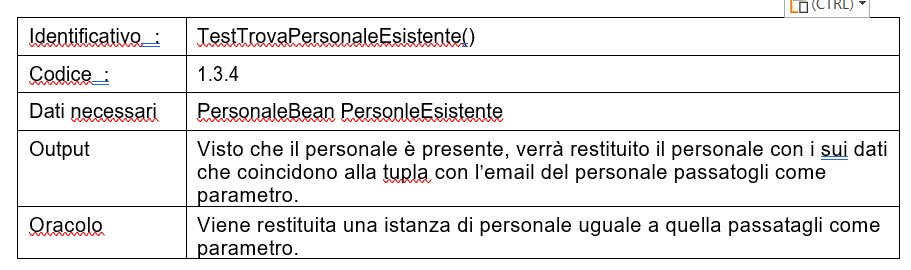 (CTRL)
Identificativo : TestTrovaPersonaleEsistente()
Codice : 1.3.4
Dati necessari PersonaleBean PersonleEsistente
Output Visto che il personale è presente, verrà restituito il personale con i sui dati
che coincidono alla tupla con l'email del personale passatogli come
parametro.
Oracolo Viene restituita una istanza di personale uguale a quella passatagli come
parametro.